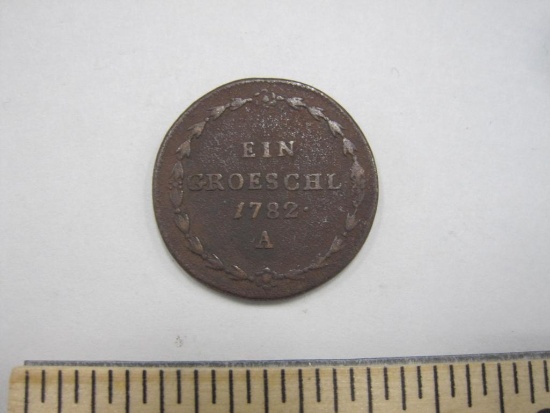 EIN
GROESCHL
1782·
A